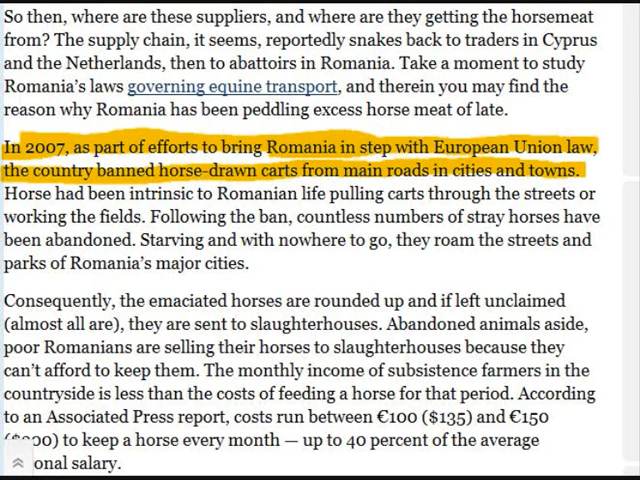 So then, where are these suppliers, and where are they getting the horsemeat
from? The supply chain, it seems, reportedly snakes back to traders in Cyprus
and the Netherlands, then to abattoirs in Romania. Take a moment to study
Romania's laws governing equine transport, and therein you may find the
reason why Romania has been peddling excess horse meat of late.
In 2007, as part of efforts to bring Romania in step with European Union law,
the country banned horse-drawn carts from main roads in cities and towns.
Horse had been intrinsic to Romanian life pulling carts through the streets or
working the fields. Following the ban, countless numbers of stray horses have
been abandoned. Starving and with nowhere to go, they roam the streets and
parks of Romania's major cities.
Consequently, the emaciated horses are rounded up and if left unclaimed
(almost all are), they are sent to slaughterhouses. Abandoned animals aside,
poor Romanians are selling their horses to slaughterhouses because they
can't afford to keep them. The monthly income of subsistence farmers in the
countryside is less than the costs of feeding a horse for that period. According
to an Associated Press report, costs run between €100 ($135) and €150
to keep a horse every month — up to 40 percent of the average
onal salary.